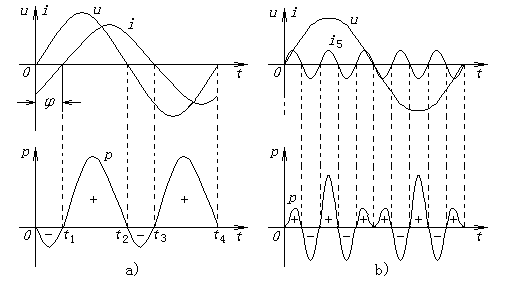 u i u i
0 t
φ
p p
+ +
0 - t1 t2 - t3 t4 t
a)
u i u
i5
0 t
p
p
+ + + + + +
0 - - - - t
b)